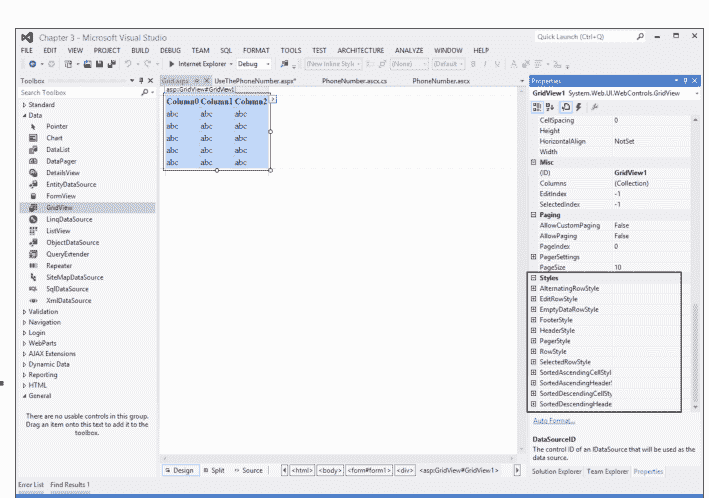 Chapter 3 - Microsoft Visual Studio
Quick Launch (Ctrl+Q)
FILE EDIT VIEW PROJECT BUILD DEBUG TEAM SQL FORMAT TOOLS TEST ARCHITECTURE ANALYZE WINDOW HELP
Internet Explorer Debug (New Inline Style (None) (Default
Toolbox
Search Toolbox
Standard
Data
Pointer
Chart
DataList
DataPager
DetailsView
EntityDataSource
FormView
GridView
LinqDataSource
ListView
ObjectDataSource
QueryExtender
Repeater
SiteMapDataSource
SqlDataSource
XmlDataSource
Validation
Navigation
Login
WebParts
AJAX Extensions
Dynamic Data
Reporting
HTML
General
There are no usable controls in this group.
Drag an item onto this text to add it to the
toolbox.
Error List Find Results 1
Grid.aspx UseThePhoneNumber.aspx* PhoneNumber.ascx.cs PhoneNumber.ascx
asp:GridView#GridView1
Column0 Column1 Column2
abc abc abc
abc abc abc
abc abc abc
abc abc abc
abc abc abc
Design Split Source <html> <body> <form#form1> <div> <asp:GridView#GridView1>
Properties
GridView1 System.Web.UI.WebControls.GridView
CellSpacing 0
Height
HorizontalAlign NotSet
Width
Misc
(ID) GridView1
Columns (Collection)
EditIndex -1
SelectedIndex -1
Paging
AllowCustomPaging False
AllowPaging False
PageIndex 0
PagerSettings
PageSize 10
Styles
AlternatingRowStyle
EditRowStyle
EmptyDataRowStyle
FooterStyle
HeaderStyle
PagerStyle
RowStyle
SelectedRowStyle
SortedAscendingCellStyl
SortedAscendingHeader
SortedDescendingCellSty
SortedDescendingHeade
Auto Format...
DataSourceID
The control ID of an IDataSource that will be used as the
data source.
Solution Explorer Team Explorer Properties